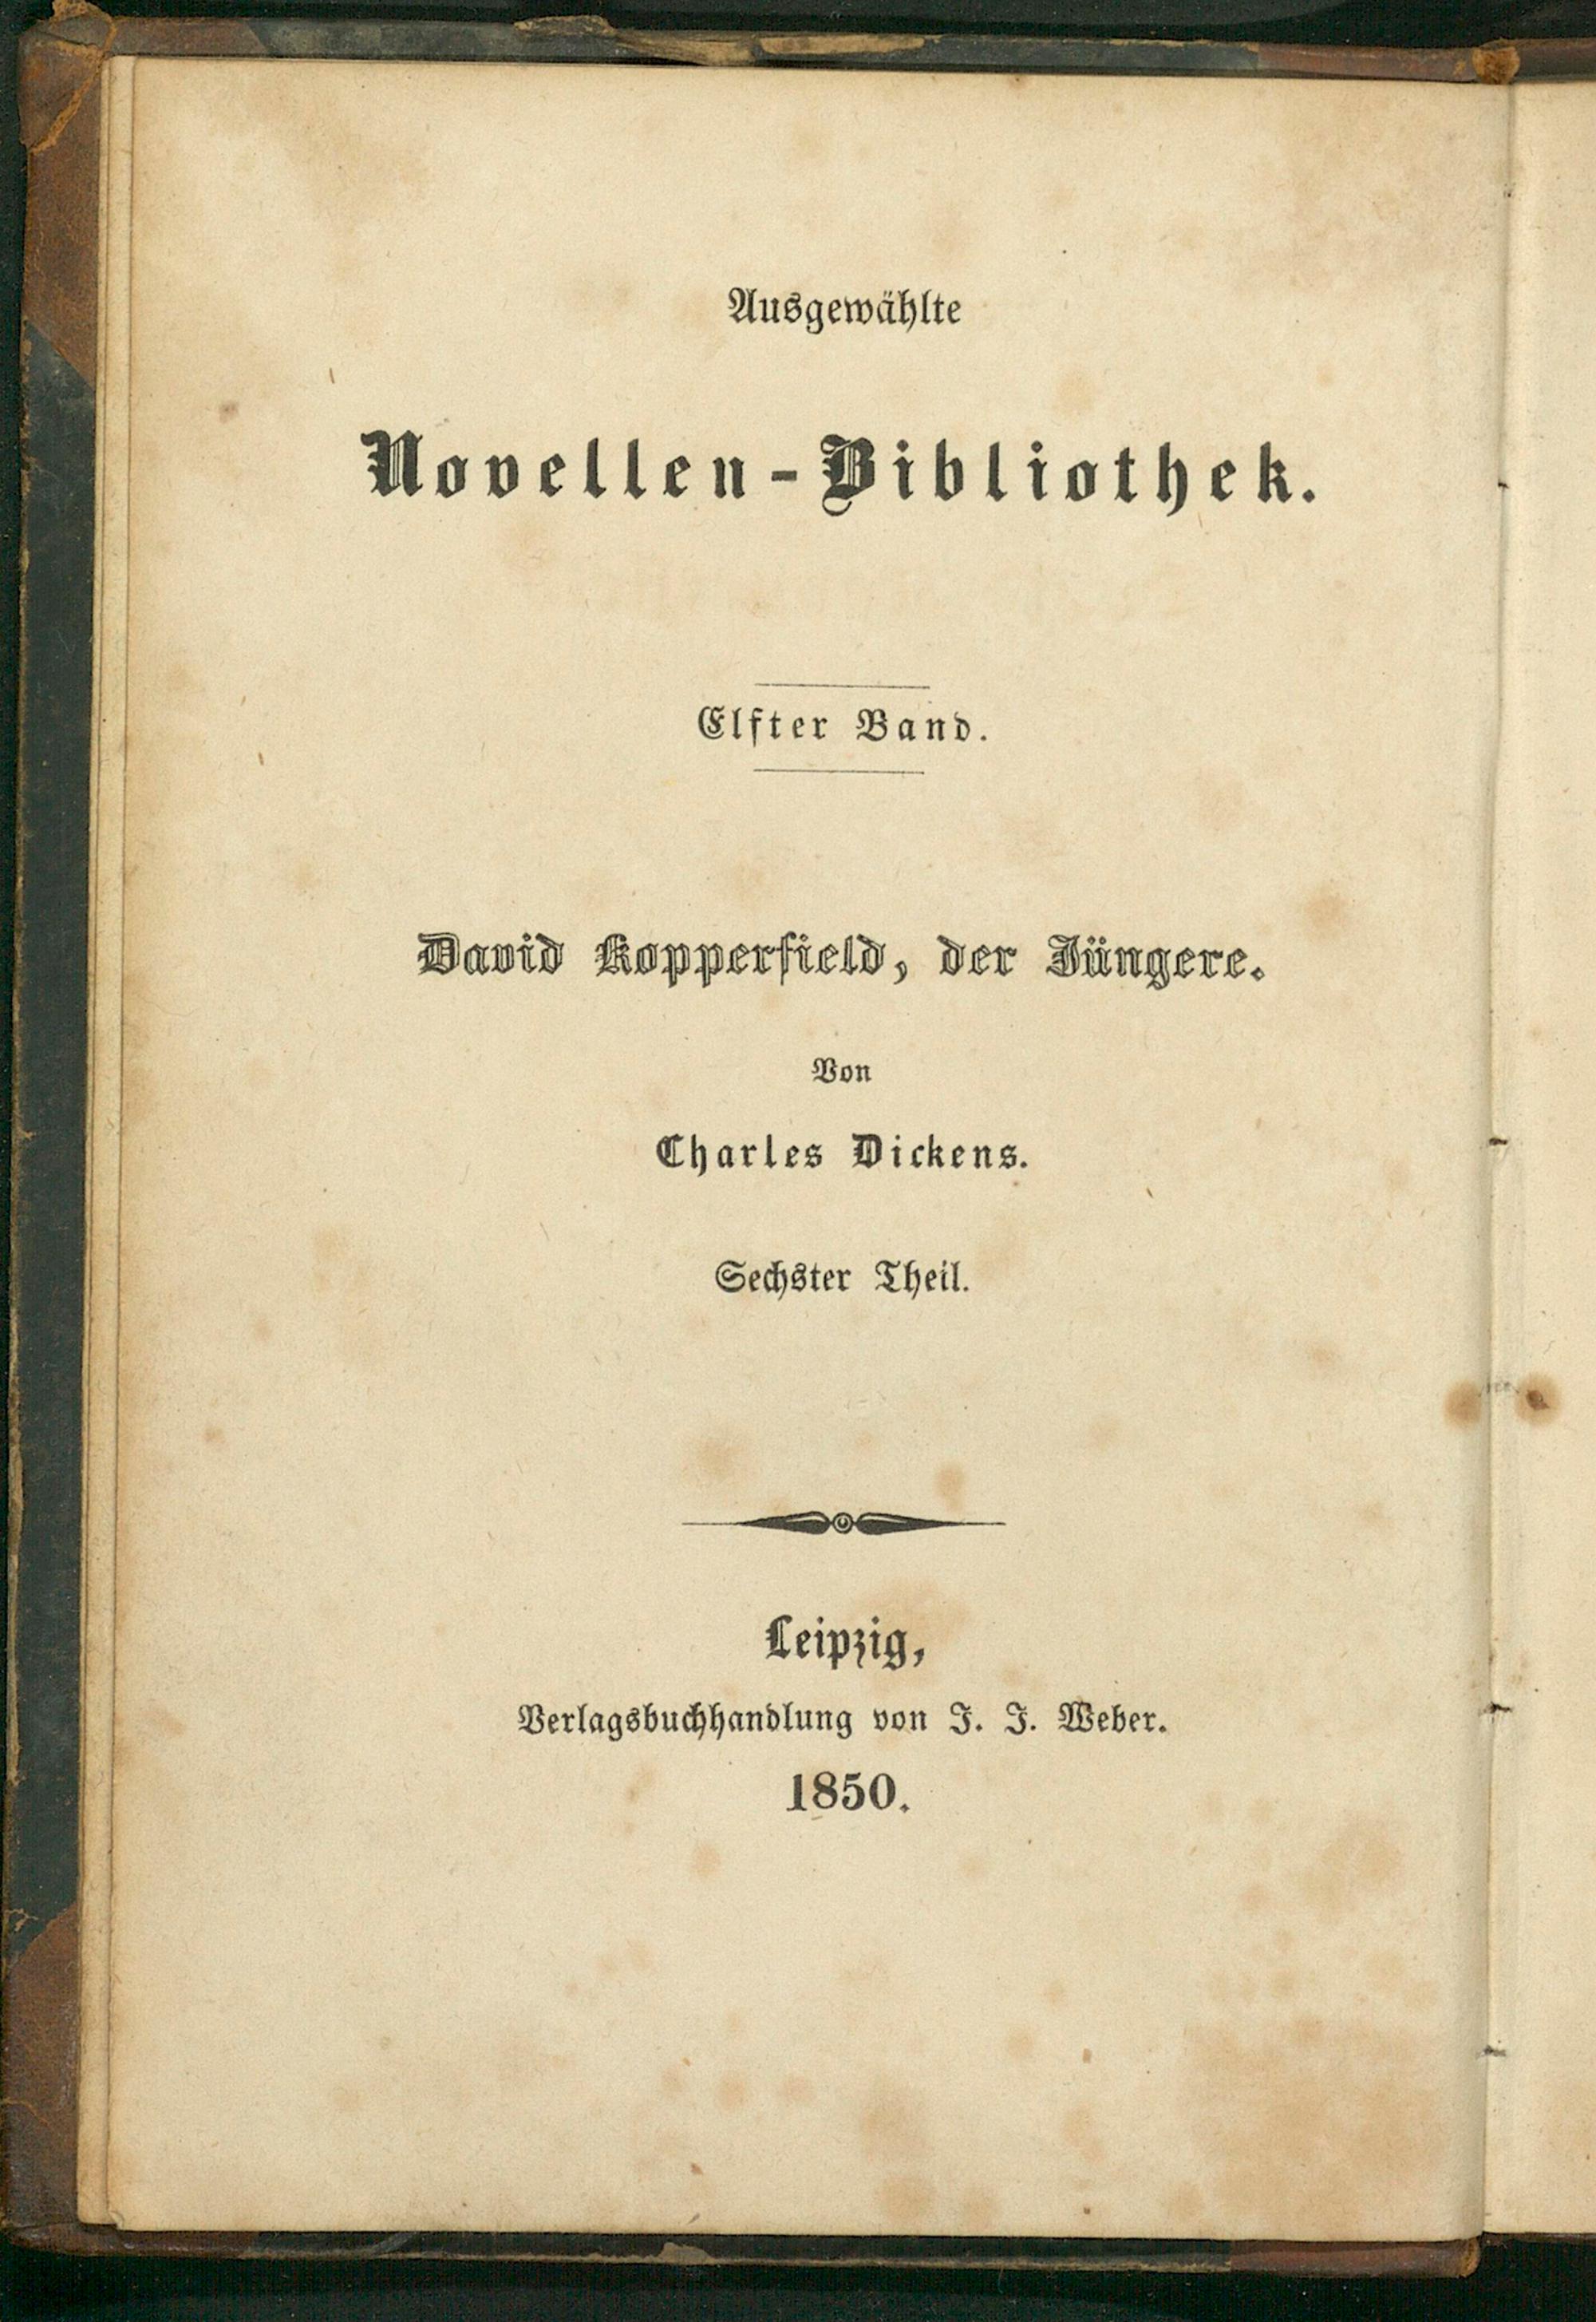 Ausgewählte
Novellen-Bibliothek.
Elfter Band.
David Kopperfield, der Jüngere.
Von
Charles Dickens.
Sechster Theil.
Leipzig,
Verlagsbuchhandlung von J. J. Weber.
1850.